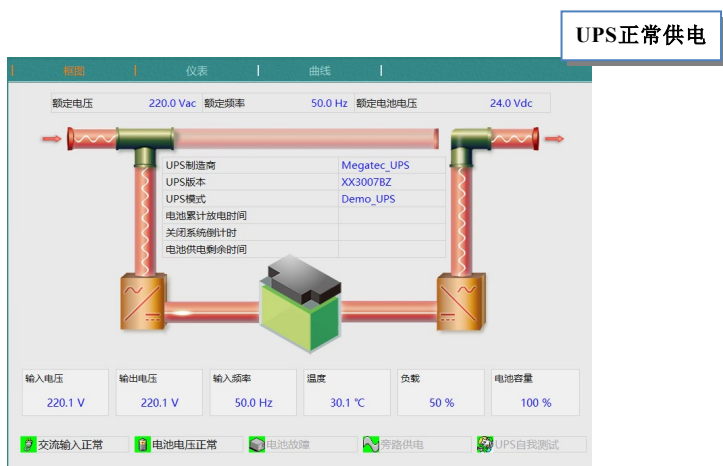 UPS正常供电
框图 仪表 曲线
额定电压 220.0 Vac 额定频率 50.0 Hz 额定电池电压 24.0 Vdc
UPS制造商 Megatec_UPS
UPS版本 XX3007BZ
UPS模式 Demo_UPS
电池累计放电时间
关闭系统倒计时
电池供电剩余时间
输入电压 输出电压 输入频率 温度 负载 电池容量
220.1 V 220.1 V 50.0 Hz 30.1 ℃ 50 % 100 %
交流输入正常 电池电压正常 电池故障 旁路供电 UPS自我测试